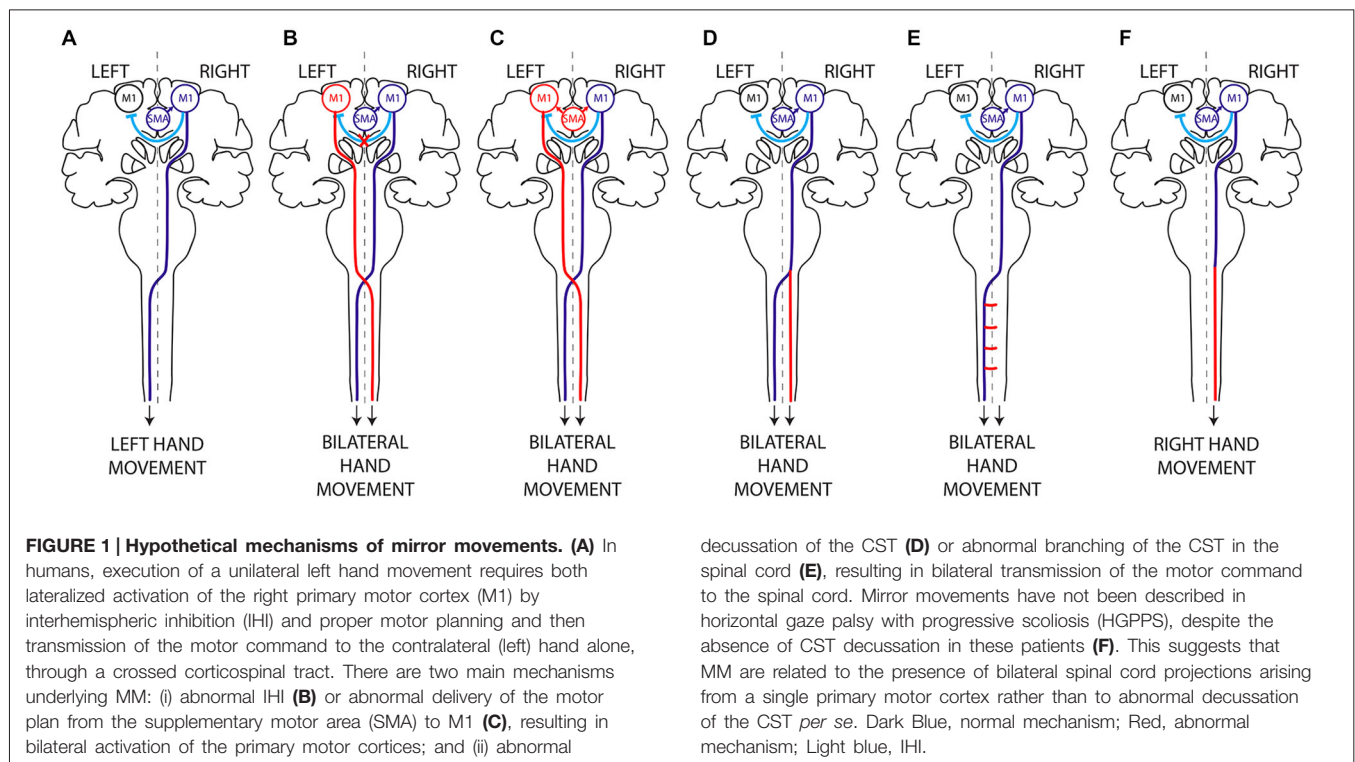 A B C D E F
LEFT RIGHT LEFT RIGHT LEFT RIGHT LEFT RIGHT LEFT RIGHT LEFT RIGHT
M1 M1 M1 M1 M1 M1 M1 M1 M1 M1 M1 M1
SMA SMA SMA SMA SMA SMA
LEFT HAND BILATERAL BILATERAL BILATERAL BILATERAL RIGHT HAND
MOVEMENT HAND HAND HAND HAND MOVEMENT
MOVEMENT MOVEMENT MOVEMENT MOVEMENT
FIGURE 1 | Hypothetical mechanisms of mirror movements. (A) In
humans, execution of a unilateral left hand movement requires both
lateralized activation of the right primary motor cortex (M1) by
interhemispheric inhibition (IHI) and proper motor planning and then
transmission of the motor command to the contralateral (left) hand alone,
through a crossed corticospinal tract. There are two main mechanisms
underlying MM: (i) abnormal IHI (B) or abnormal delivery of the motor
plan from the supplementary motor area (SMA) to M1 (C), resulting in
bilateral activation of the primary motor cortices; and (ii) abnormal
decussation of the CST (D) or abnormal branching of the CST in the
spinal cord (E), resulting in bilateral transmission of the motor command
to the spinal cord. Mirror movements have not been described in
horizontal gaze palsy with progressive scoliosis (HGPPS), despite the
absence of CST decussation in these patients (F). This suggests that
MM are related to the presence of bilateral spinal cord projections arising
from a single primary motor cortex rather than to abnormal decussation
of the CST per se. Dark Blue, normal mechanism; Red, abnormal
mechanism; Light blue, IHI.